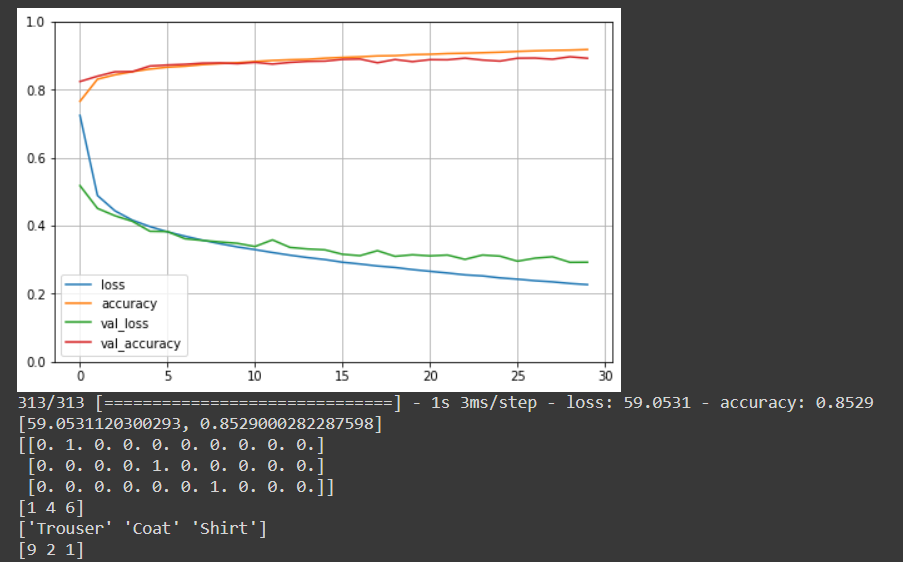 1.0
0.8
0.6
0.4
0.2
0.0
loss
accuracy
val_loss
val_accuracy
0 5 10 15 20 25 30
313/313 [==============================] - 1s 3ms/step - loss: 59.0531 - accuracy: 0.8529
[59.0531120300293, 0.8529000282287598]
[[0. 1. 0. 0. 0. 0. 0. 0. 0. 0.]
[0. 0. 0. 0. 1. 0. 0. 0. 0. 0.]
[0. 0. 0. 0. 0. 0. 1. 0. 0. 0.]]
[1 4 6]
['Trouser' 'Coat' 'Shirt']
[9 2 1]